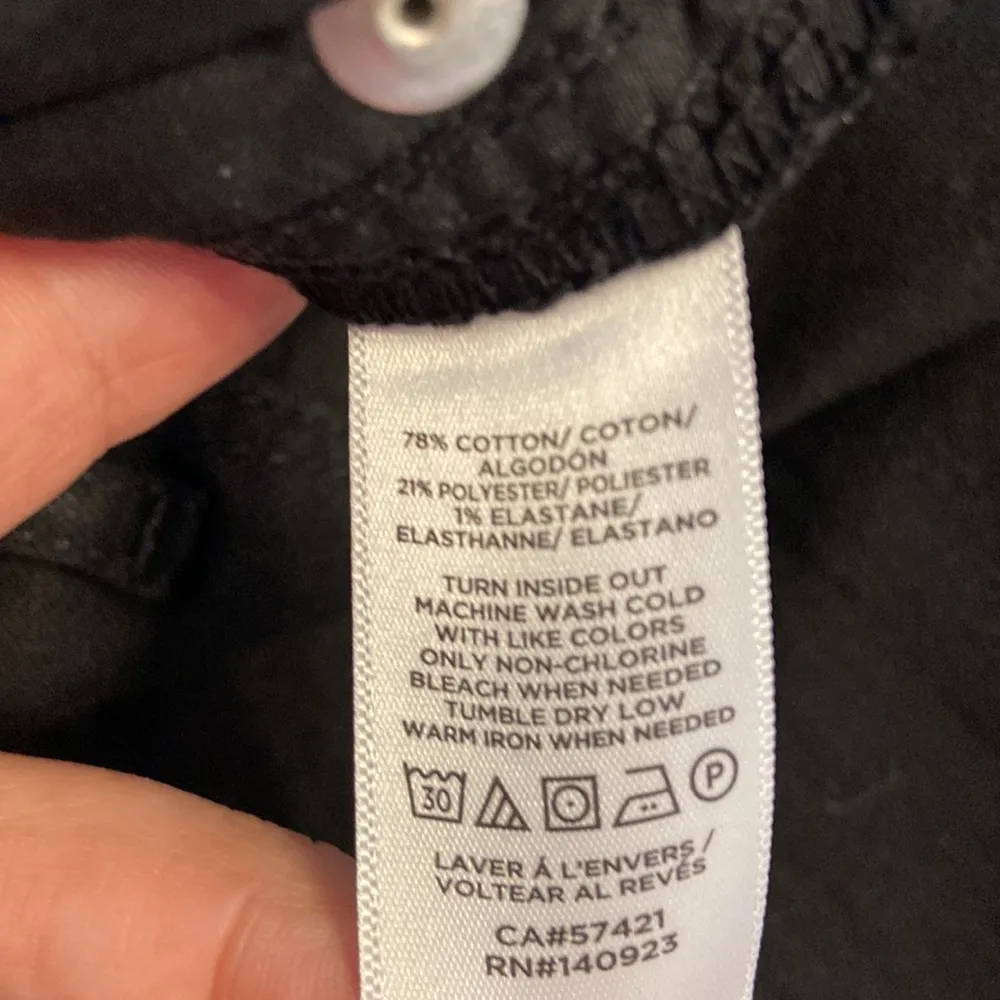 78% COTTON/ COTON/
ALGODÓN
21% POLYESTER/ POLIESTER
1% ELASTANE/
ELASTHANNE/ ELASTANO
TURN INSIDE OUT
MACHINE WASH COLD
WITH LIKE COLORS
ONLY NON-CHLORINE
BLEACH WHEN NEEDED
TUMBLE DRY LOW
WARM IRON WHEN NEEDED
30 P
LAVER Á L'ENVERS /
VOLTEAR AL REVÉS
CA#57421
RN#140923